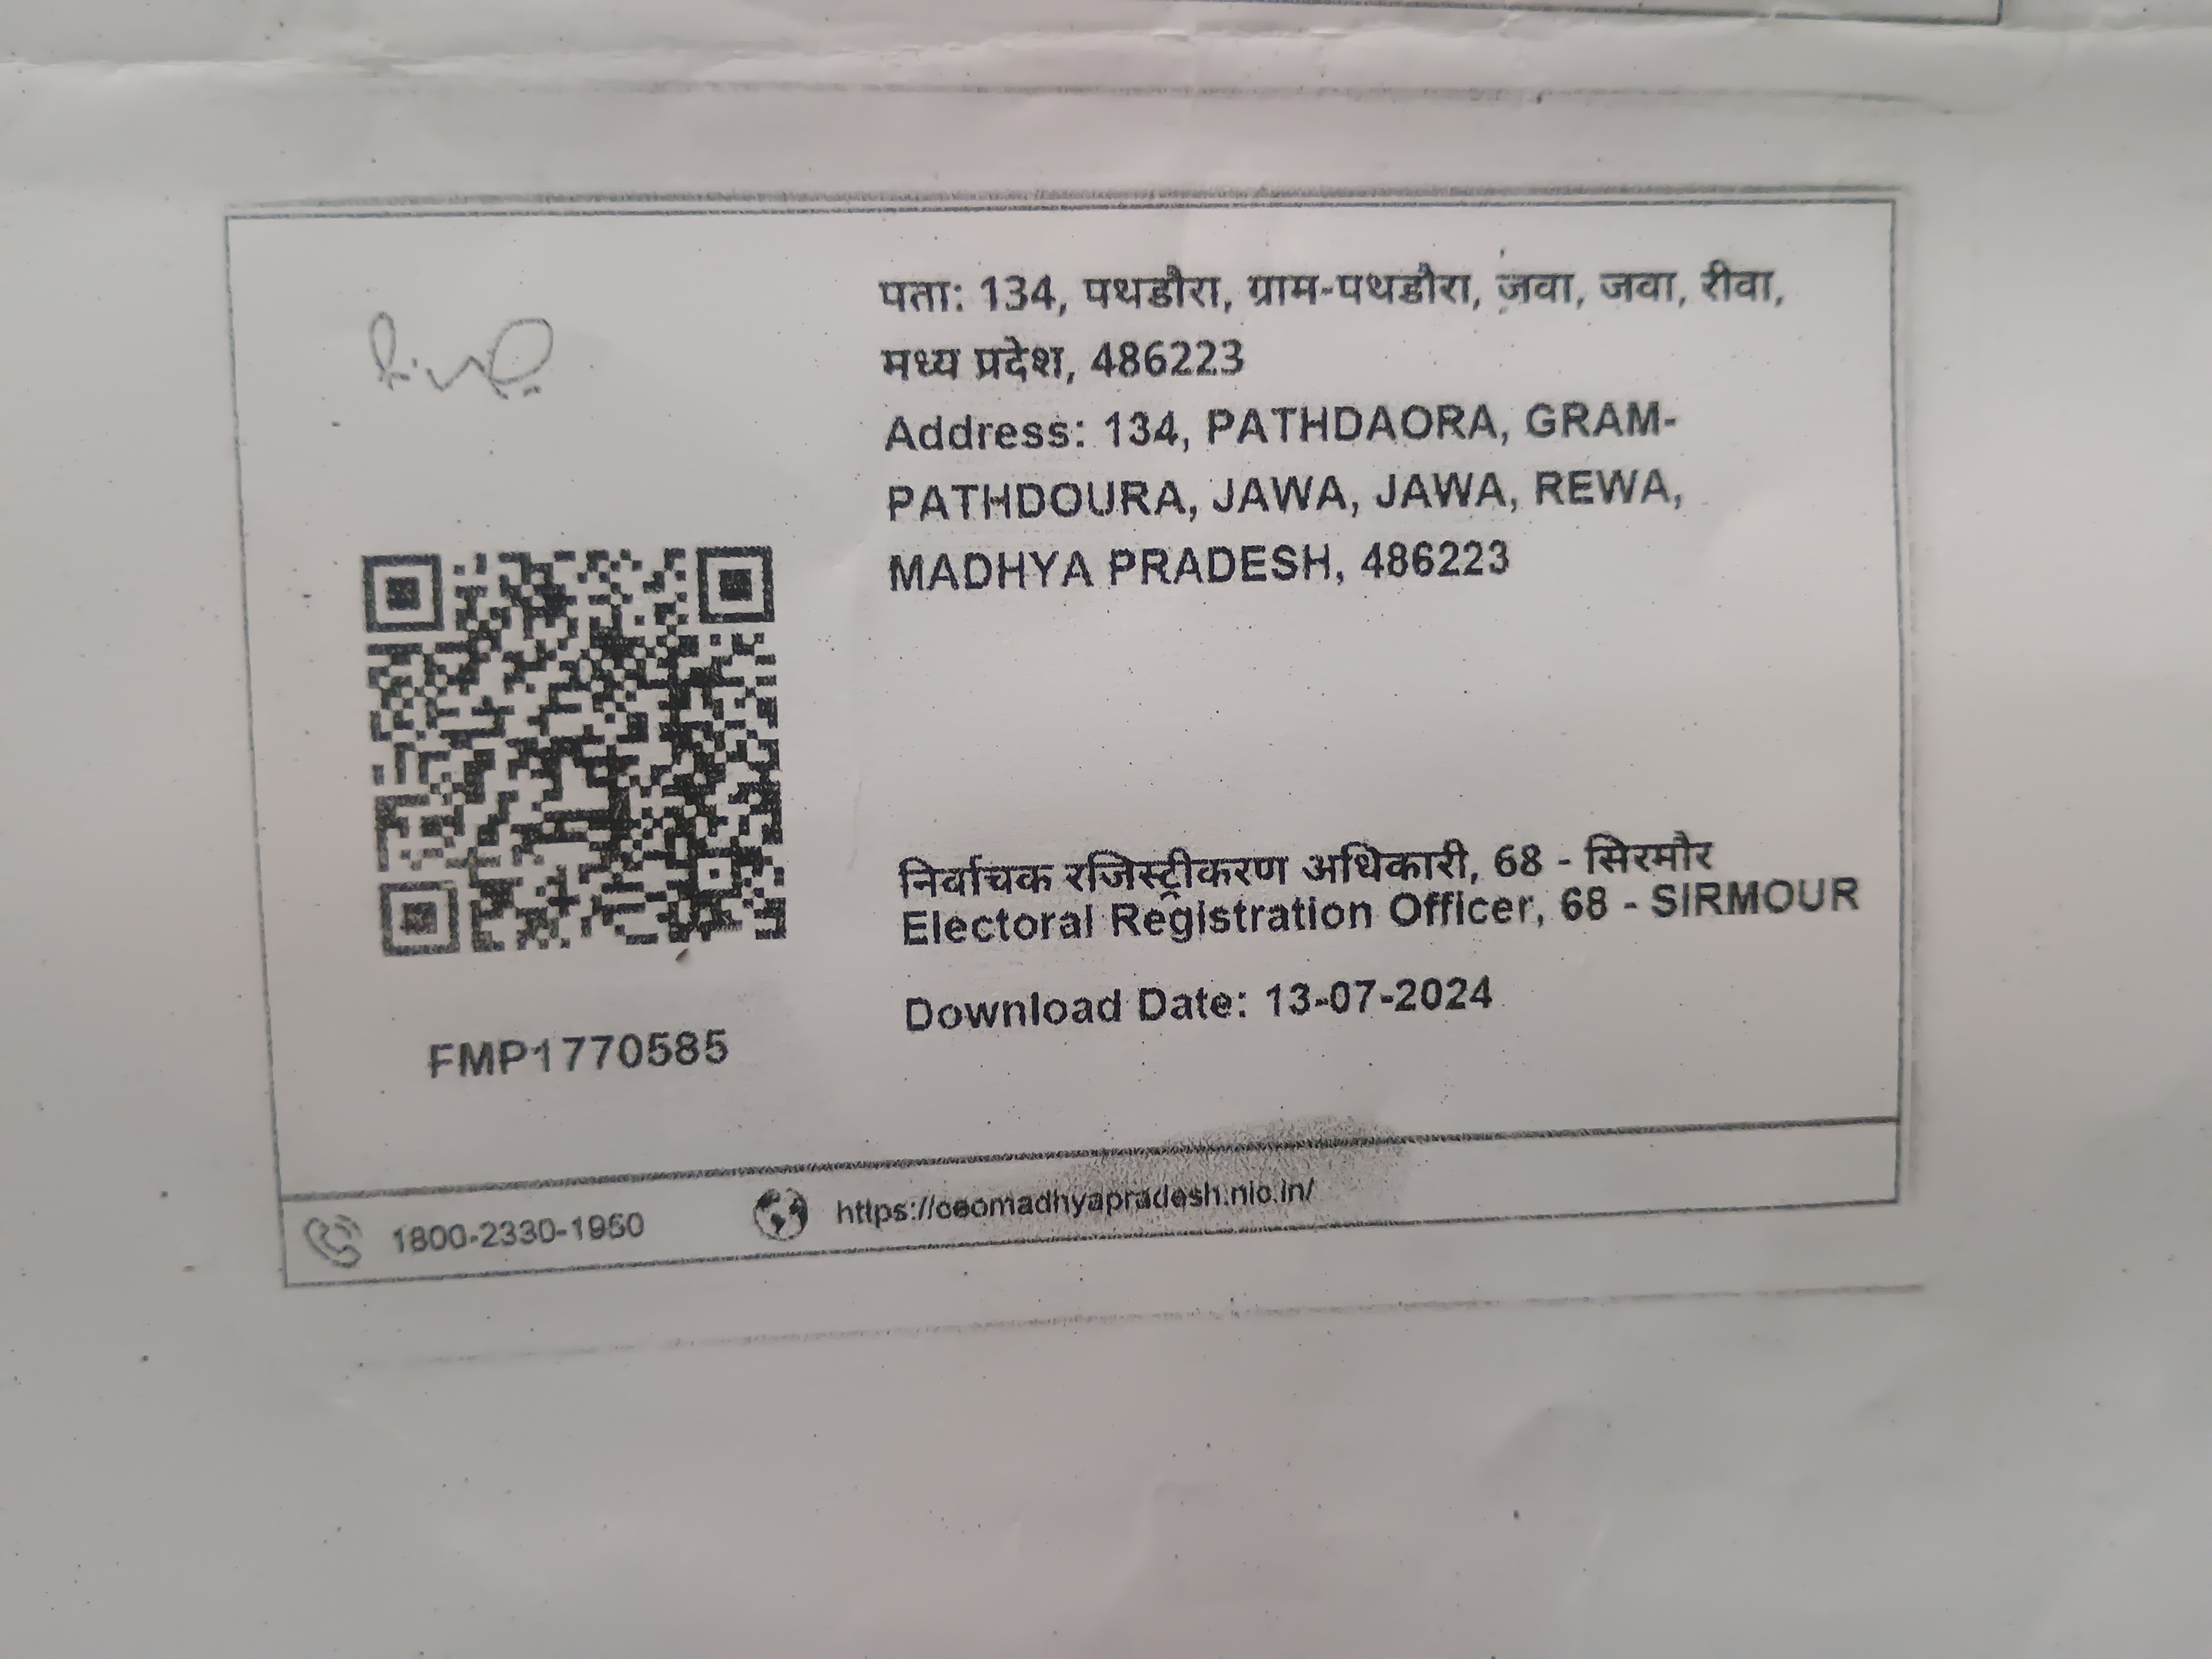 पता: 134, पथडौरा, ग्राम-पथडौरा, जवा, जवा, रीवा,
मध्य प्रदेश, 486223
Address: 134, PATHDAORA, GRAM-
PATHDOURA, JAWA, JAWA, REWA,
MADHYA PRADESH, 486223
निर्वाचक रजिस्ट्रीकरण अधिकारी, 68 - सिरमौर
Electoral Registration Officer, 68 - SIRMOUR
Download Date: 13-07-2024
FMP1770585
1800-2330-1950
https://ceomadhyapradesh.nic.in/